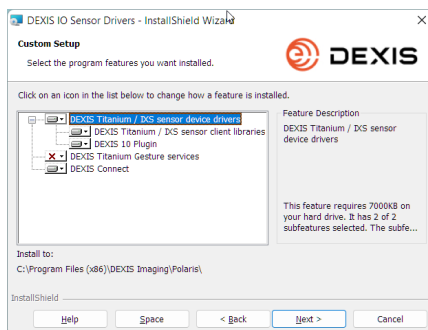 DEXIS IO Sensor Drivers - InstallShield Wizard
Custom Setup
Select the program features you want installed.
DEXIS
Click on an icon in the list below to change how a feature is installed.
DEXIS Titanium / IXS sensor device drivers
DEXIS Titanium / IXS sensor client libraries
DEXIS 10 Plugin
DEXIS Titanium Gesture services
DEXIS Connect
Feature Description
DEXIS Titanium / IXS sensor
device drivers
This feature requires 7000KB on
your hard drive. It has 2 of 2
subfeatures selected. The subfe...
Install to:
C:\Program Files (x86)\DEXIS Imaging\Polaris\
InstallShield
Help
Space
< Back
Next >
Cancel